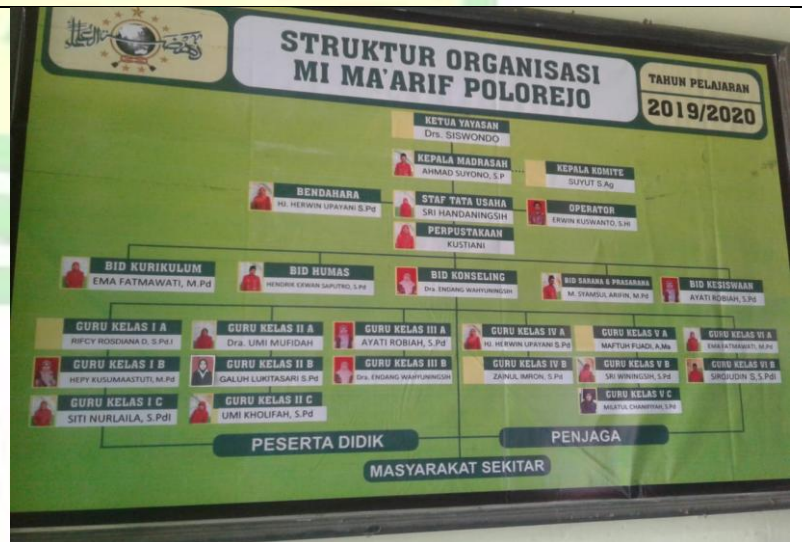 STRUKTUR ORGANISASI
MI MA'ARIF POLOREJO
TAHUN PELAJARAN
2019/2020
KETUA YAYASAN
Drs. SISWONDO
KEPALA MADRASAH
AHMAD SUYONO, S.P
KEPALA KOMITE
SUYUT S.Ag
BENDAHARA
HJ. HERWIN UPAYANI S.Pd
STAF TATA USAHA
SRI HANDANINGSIH
OPERATOR
ERWIN KUSWANTO, S.HI
PERPUSTAKAAN
KUSTIANI
BID KURIKULUM
EMA FATMAWATI, M.Pd
BID HUMAS
HENDRIK CIFWAN SAPUTRO, S.Pd
BID KONSELING
Dra. ENDANG WAHYUNINGSIH
BID SARANA & PRASARANA
M. SYAMSUL ARIFIN, M.Pd
BID KESISWAAN
AYATI ROBIAH, S.Pd
GURU KELAS I A
RIFCY ROSDIANA D, S.Pd.I
GURU KELAS II A
Dra. UMI MUFIDAH
GURU KELAS III A
AYATI ROBIAH, S.Pd
GURU KELAS IV A
HJ. HERWIN UPAYANI S.Pd
GURU KELAS V A
MAFTUH FUADI, A.Ma
GURU KELAS VI A
EMA FATMAWATI, M.Pd
GURU KELAS I B
HEPY KUSUMAASTUTI, M.Pd
GURU KELAS II B
GALUH LUKITASARI S.Pd
GURU KELAS III B
Dra. ENDANG WAHYUNINGSIH
GURU KELAS IV B
ZAINUL IMRON, S.Pd
GURU KELAS V B
SRI WININGSIH, S.Pd
GURU KELAS VI B
SIROJUDIN S, S.Pdi
GURU KELAS I C
SITI NURLAILA, S.PdI
GURU KELAS II C
UMI KHOLIFAH, S.Pd
GURU KELAS V C
MILATUL CHANIFIYAH, S.Pd
PESERTA DIDIK
PENJAGA
MASYARAKAT SEKITAR